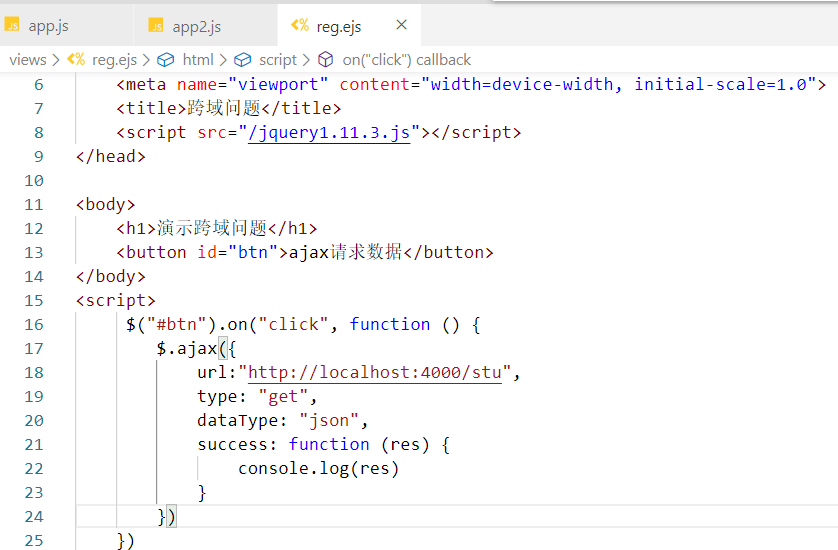 app.js app2.js reg.ejs
views > reg.ejs > html > script > on("click") callback
6 <meta name="viewport" content="width=device-width, initial-scale=1.0">
7 <title>跨域问题</title>
8 <script src="/jquery1.11.3.js"></script>
9 </head>
10
11 <body>
12 <h1>演示跨域问题</h1>
13 <button id="btn">ajax请求数据</button>
14 </body>
15 <script>
16 $("#btn").on("click", function () {
17 $.ajax({
18 url:"http://localhost:4000/stu",
19 type: "get",
20 dataType: "json",
21 success: function (res) {
22 console.log(res)
23 }
24 })
25 })